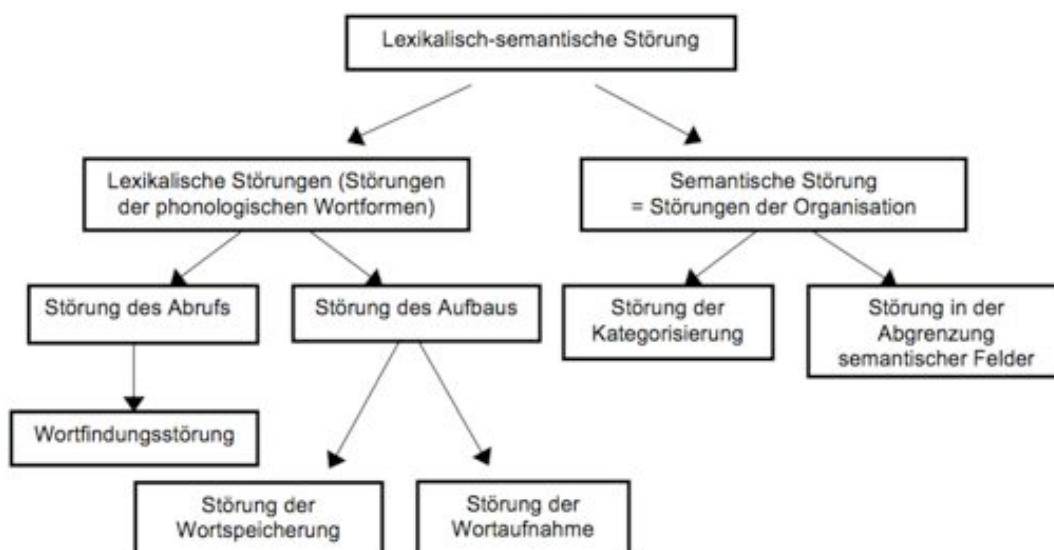 Lexikalisch-semantische Störung
Lexikalische Störungen (Störungen
der phonologischen Wortformen)
Semantische Störung
= Störungen der Organisation
Störung des Abrufs
Störung des Aufbaus
Störung der
Kategorisierung
Störung in der
Abgrenzung
semantischer Felder
Wortfindungsstörung
Störung der
Wortspeicherung
Störung der
Wortaufnahme